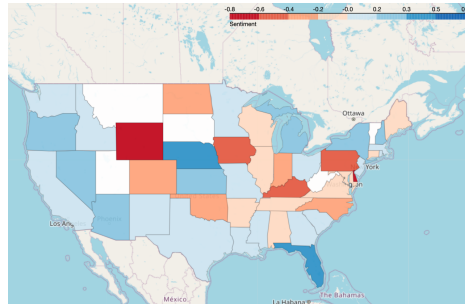 -0.8 -0.6 -0.4 -0.2 -0.0 0.2 0.3 0.5
Sentiment
Ottawa
York
Los An
México
La Habana
The Bahamas